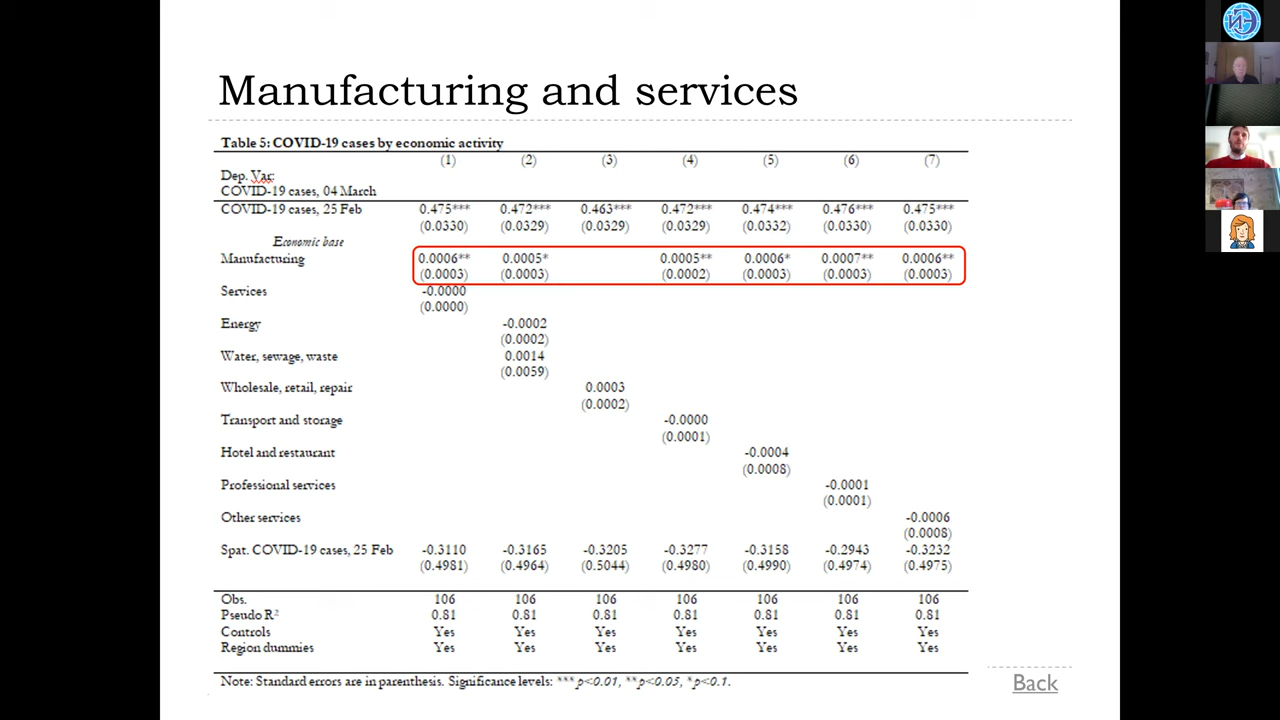 Manufacturing and services
Table 5: COVID-19 cases by economic activity
(1) (2) (3) (4) (5) (6) (7)
Dep. Var:
COVID-19 cases, 04 March
COVID-19 cases, 25 Feb 0.475*** 0.472*** 0.463*** 0.472*** 0.474*** 0.476*** 0.475***
(0.0330) (0.0329) (0.0329) (0.0329) (0.0332) (0.0330) (0.0330)
Economic base
Manufacturing 0.0006** 0.0005* 0.0005** 0.0006* 0.0007** 0.0006**
(0.0003) (0.0003) (0.0002) (0.0003) (0.0003) (0.0003)
Services -0.0000
(0.0000)
Energy -0.0002
(0.0002)
Water, sewage, waste 0.0014
(0.0059)
Wholesale, retail, repair 0.0003
(0.0002)
Transport and storage -0.0000
(0.0001)
Hotel and restaurant -0.0004
(0.0008)
Professional services -0.0001
(0.0001)
Other services -0.0006
(0.0008)
Spat. COVID-19 cases, 25 Feb -0.3110 -0.3165 -0.3205 -0.3277 -0.3158 -0.2943 -0.3232
(0.4981) (0.4964) (0.5044) (0.4980) (0.4990) (0.4974) (0.4975)
Obs. 106 106 106 106 106 106 106
Pseudo R² 0.81 0.81 0.81 0.81 0.81 0.81 0.81
Controls Yes Yes Yes Yes Yes Yes Yes
Region dummies Yes Yes Yes Yes Yes Yes Yes
Note: Standard errors are in parenthesis. Significance levels: *** p<0.01, **p<0.05, *p<0.1.
Back